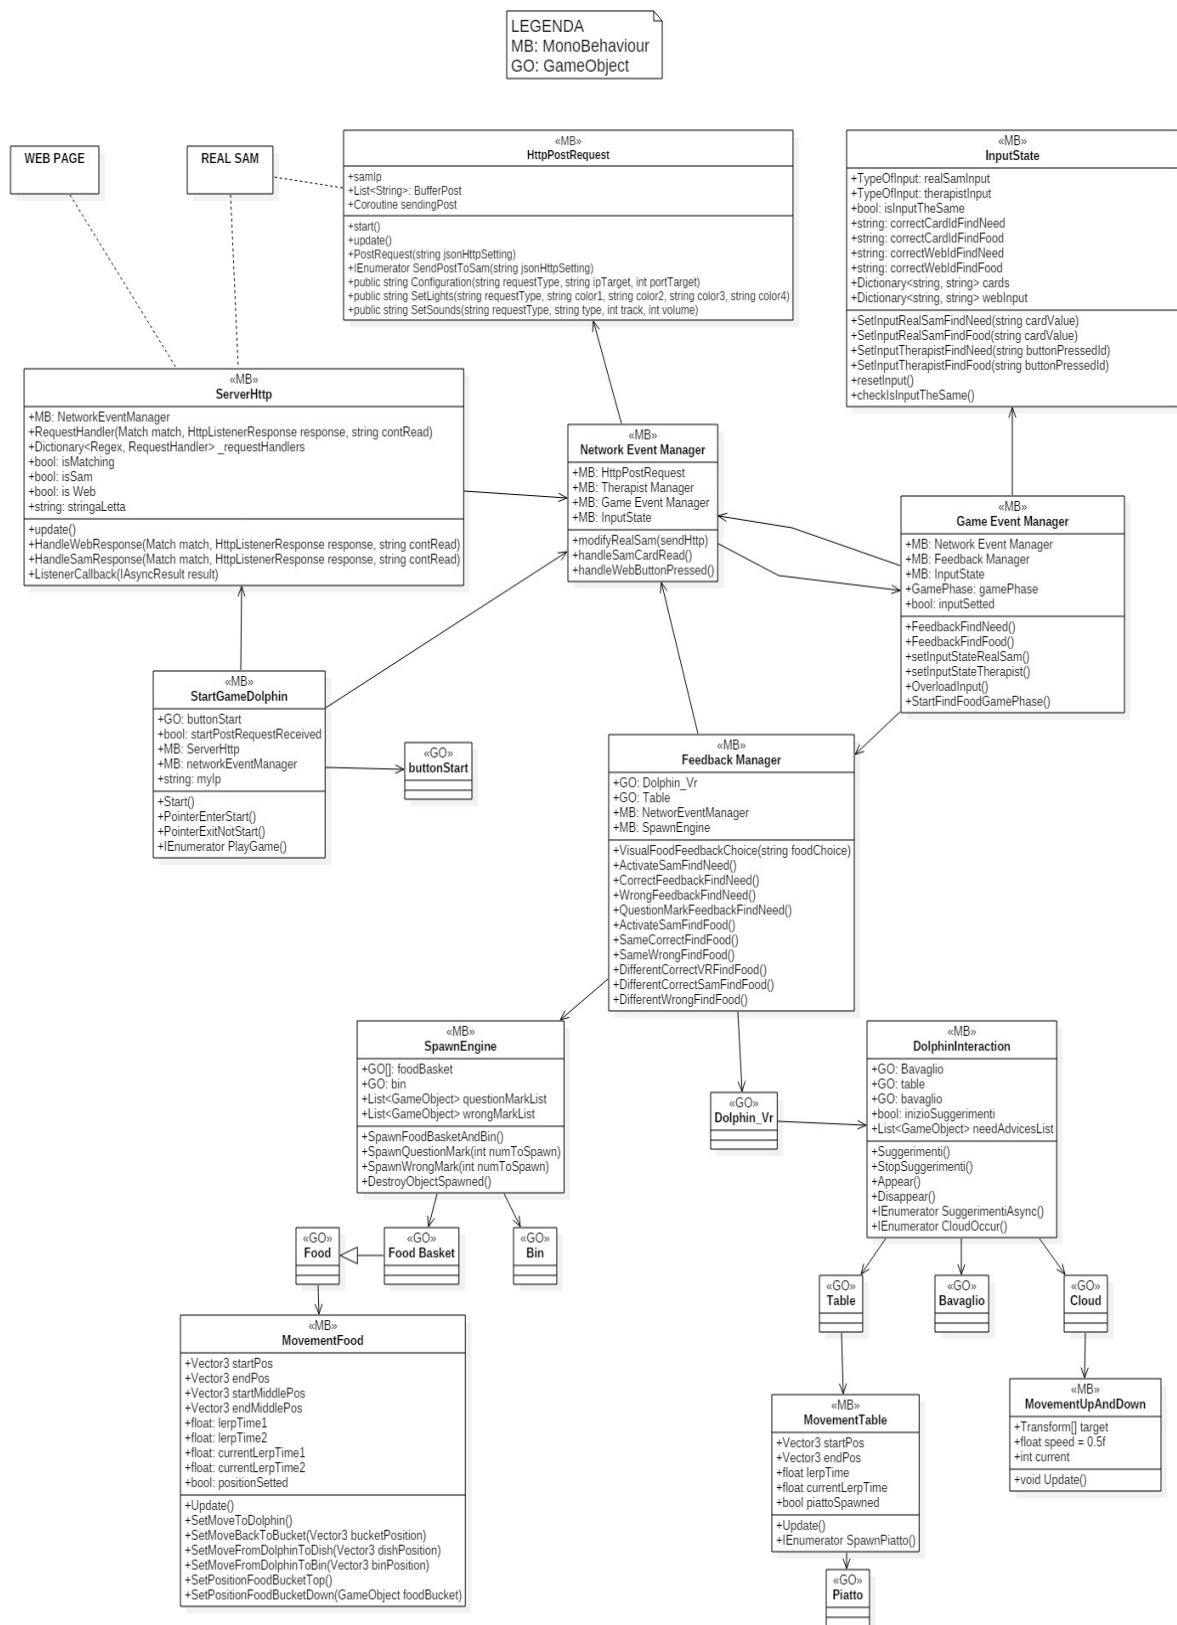 LEGENDA
MB: MonoBehaviour
GO: GameObject
WEB PAGE
REAL SAM
«MB»
HttpPostRequest
+samIp
+List<String>: BufferPost
+Coroutine sendingPost
+start()
+update()
+PostRequest(string jsonHttpSetting)
+IEnumerator SendPostToSam(string jsonHttpSetting)
+public string Configuration(string requestType, string ipTarget, int portTarget)
+public string SetLights(string requestType, string color1, string color2, string color3, string color4)
+public string SetSounds(string requestType, string type, int track, int volume)
«MB»
InputState
+TypeOfInput: realSamInput
+TypeOfInput: therapistInput
+bool: isInputTheSame
+string: correctCardIdFindNeed
+string: correctCardIdFindFood
+string: correctWebIdFindNeed
+string: correctWebIdFindFood
+Dictionary<string, string> cards
+Dictionary<string, string> webInput
+SetInputRealSamFindNeed(string cardValue)
+SetInputRealSamFindFood(string cardValue)
+SetInputTherapistFindNeed(string buttonPressedId)
+SetInputTherapistFindFood(string buttonPressedId)
+resetInput()
+checkIsInputTheSame()
«MB»
ServerHttp
+MB: NetworkEventManager
+RequestHandler(Match match, HttpListenerResponse response, string contRead)
+Dictionary<Regex, RequestHandler> _requestHandlers
+bool: isMatching
+bool: isSam
+bool: is Web
+string: stringaLetta
+update()
+HandleWebResponse(Match match, HttpListenerResponse response, string contRead)
+HandleSamResponse(Match match, HttpListenerResponse response, string contRead)
+ListenerCallback(IAsyncResult result)
«MB»
Network Event Manager
+MB: HttpPostRequest
+MB: Therapist Manager
+MB: Game Event Manager
+MB: InputState
+modifyRealSam(sendHttp)
+handleSamCardRead()
+handleWebButtonPressed()
«MB»
Game Event Manager
+MB: Network Event Manager
+MB: Feedback Manager
+MB: InputState
+GamePhase: gamePhase
+bool: inputSetted
+FeedbackFindNeed()
+FeedbackFindFood()
+setInputStateRealSam()
+setInputStateTherapist()
+OverloadInput()
+StartFindFoodGamePhase()
«MB»
StartGameDolphin
+GO: buttonStart
+bool: startPostRequestReceived
+MB: ServerHttp
+MB: networkEventManager
+string: myIp
+Start()
+PointerEnterStart()
+PointerExitNotStart()
+IEnumerator PlayGame()
«GO»
buttonStart
«MB»
Feedback Manager
+GO: Dolphin_Vr
+GO: Table
+MB: NetworEventManager
+MB: SpawnEngine
+VisualFoodFeedbackChoice(string foodChoice)
+ActivateSamFindNeed()
+CorrectFeedbackFindNeed()
+WrongFeedbackFindNeed()
+QuestionMarkFeedbackFindNeed()
+ActivateSamFindFood()
+SameCorrectFindFood()
+SameWrongFindFood()
+DifferentCorrectVRFindFood()
+DifferentCorrectSamFindFood()
+DifferentWrongFindFood()
«MB»
SpawnEngine
+GO[]: foodBasket
+GO: bin
+List<GameObject> questionMarkList
+List<GameObject> wrongMarkList
+SpawnFoodBasketAndBin()
+SpawnQuestionMark(int numToSpawn)
+SpawnWrongMark(int numToSpawn)
+DestroyObjectSpawned()
«GO»
Dolphin_Vr
«MB»
DolphinInteraction
+GO: Bavaglio
+GO: table
+GO: bavaglio
+bool: inizioSuggerimenti
+List<GameObject> needAdvicesList
+Suggerimenti()
+StopSuggerimenti()
+Appear()
+Disappear()
+IEnumerator SuggerimentiAsync()
+IEnumerator CloudOccur()
«GO»
Food
«GO»
Food Basket
«GO»
Bin
«GO»
Table
«GO»
Bavaglio
«GO»
Cloud
«MB»
MovementFood
+Vector3 startPos
+Vector3 endPos
+Vector3 startMiddlePos
+Vector3 endMiddlePos
+float: lerpTime1
+float: lerpTime2
+float: currentLerpTime1
+float: currentLerpTime2
+bool: positionSetted
+Update()
+SetMoveToDolphin()
+SetMoveBackToBucket(Vector3 bucketPosition)
+SetMoveFromDolphinToDish(Vector3 dishPosition)
+SetMoveFromDolphinToBin(Vector3 binPosition)
+SetPositionFoodBucketTop()
+SetPositionFoodBucketDown(GameObject foodBucket)
«MB»
MovementTable
+Vector3 startPos
+Vector3 endPos
+float lerpTime
+float currentLerpTime
+bool piattoSpawned
+Update()
+IEnumerator SpawnPiatto()
«MB»
MovementUpAndDown
+Transform[] target
+float speed = 0.5f
+int current
+void Update()
«GO»
Piatto